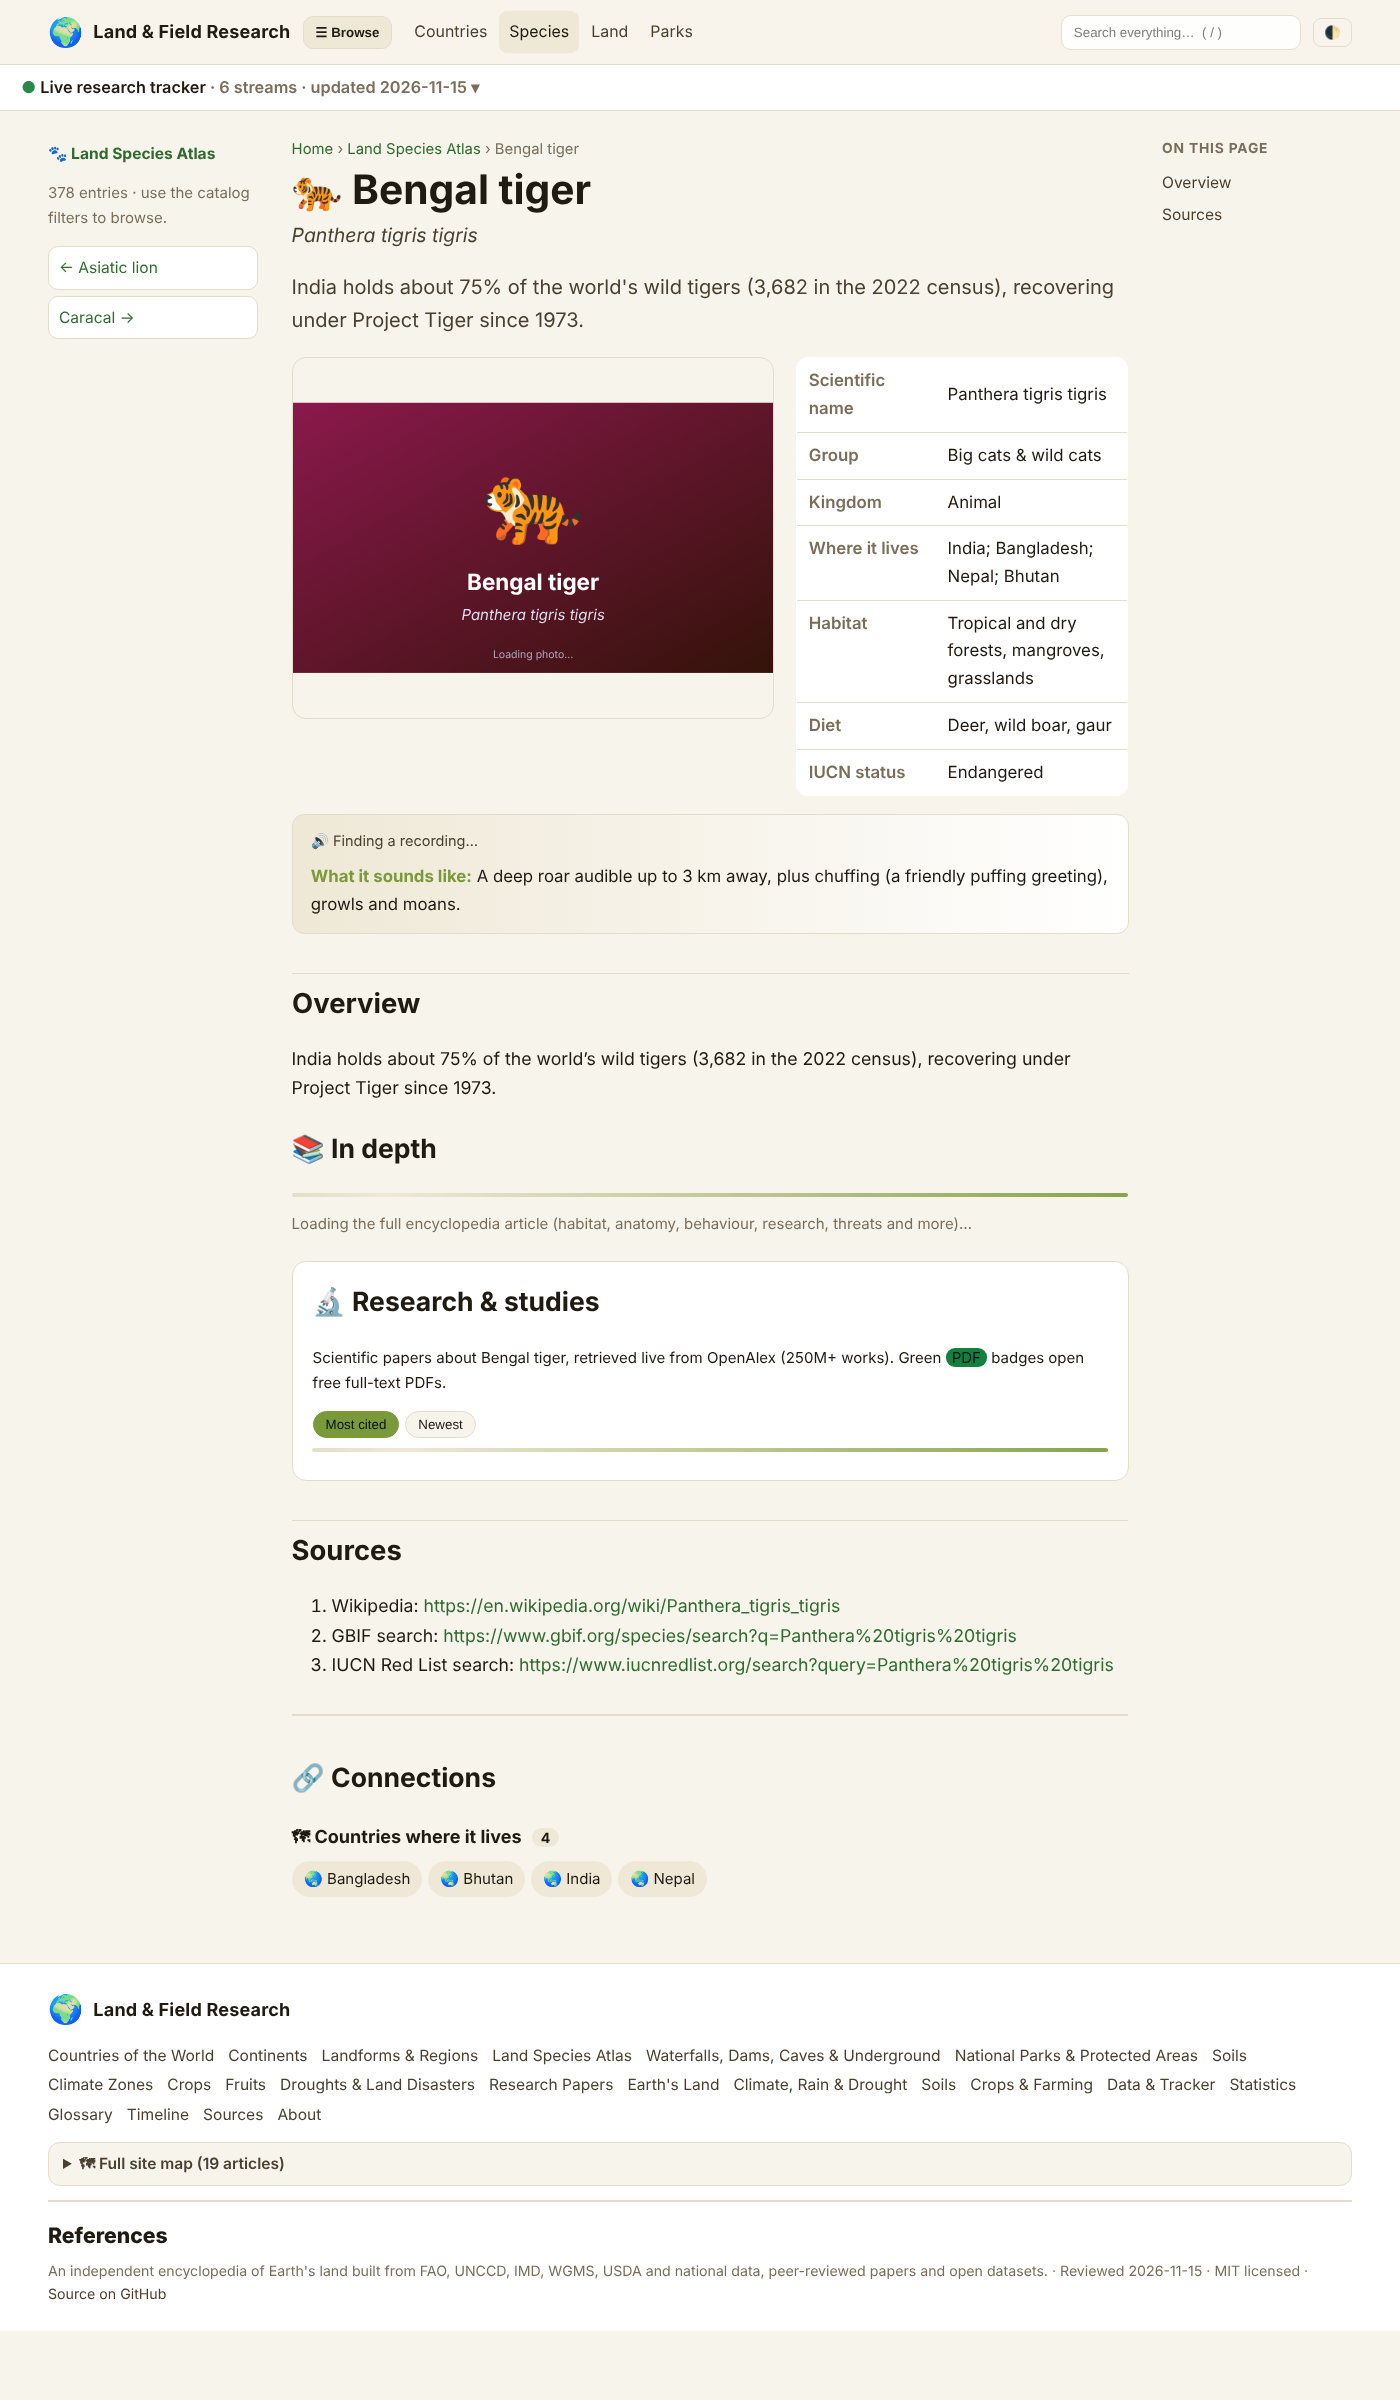 Land & Field Research
☰ Browse
Countries
Species
Land
Parks
Search everything… ( / )
Live research tracker · 6 streams · updated 2026-11-15 ▾
Land Species Atlas
378 entries · use the catalog
filters to browse.
← Asiatic lion
Caracal →
Home › Land Species Atlas › Bengal tiger
Bengal tiger
Panthera tigris tigris
India holds about 75% of the world's wild tigers (3,682 in the 2022 census), recovering
under Project Tiger since 1973.
Bengal tiger
Panthera tigris tigris
Loading photo…
Scientific
name
Panthera tigris tigris
Group
Big cats & wild cats
Kingdom
Animal
Where it lives
India; Bangladesh;
Nepal; Bhutan
Habitat
Tropical and dry
forests, mangroves,
grasslands
Diet
Deer, wild boar, gaur
IUCN status
Endangered
Finding a recording…
What it sounds like: A deep roar audible up to 3 km away, plus chuffing (a friendly puffing greeting),
growls and moans.
Overview
India holds about 75% of the world’s wild tigers (3,682 in the 2022 census), recovering under
Project Tiger since 1973.
In depth
Loading the full encyclopedia article (habitat, anatomy, behaviour, research, threats and more)…
Research & studies
Scientific papers about Bengal tiger, retrieved live from OpenAlex (250M+ works). Green PDF badges open
free full-text PDFs.
Most cited
Newest
Sources
1. Wikipedia: https://en.wikipedia.org/wiki/Panthera_tigris_tigris
2. GBIF search: https://www.gbif.org/species/search?q=Panthera%20tigris%20tigris
3. IUCN Red List search: https://www.iucnredlist.org/search?query=Panthera%20tigris%20tigris
Connections
Countries where it lives 4
Bangladesh
Bhutan
India
Nepal
ON THIS PAGE
Overview
Sources
Land & Field Research
Countries of the World Continents Landforms & Regions Land Species Atlas Waterfalls, Dams, Caves & Underground National Parks & Protected Areas Soils
Climate Zones Crops Fruits Droughts & Land Disasters Research Papers Earth's Land Climate, Rain & Drought Soils Crops & Farming Data & Tracker Statistics
Glossary Timeline Sources About
▶ Full site map (19 articles)
References
An independent encyclopedia of Earth's land built from FAO, UNCCD, IMD, WGMS, USDA and national data, peer-reviewed papers and open datasets. · Reviewed 2026-11-15 · MIT licensed ·
Source on GitHub